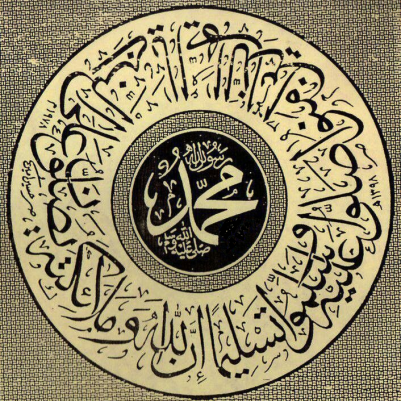 إن الله وملائكته يصلون على النبي يا أيها الذين آمنوا صلوا عليه وسلموا تسليما
محمد
رسول الله
صلى الله عليه وسلم